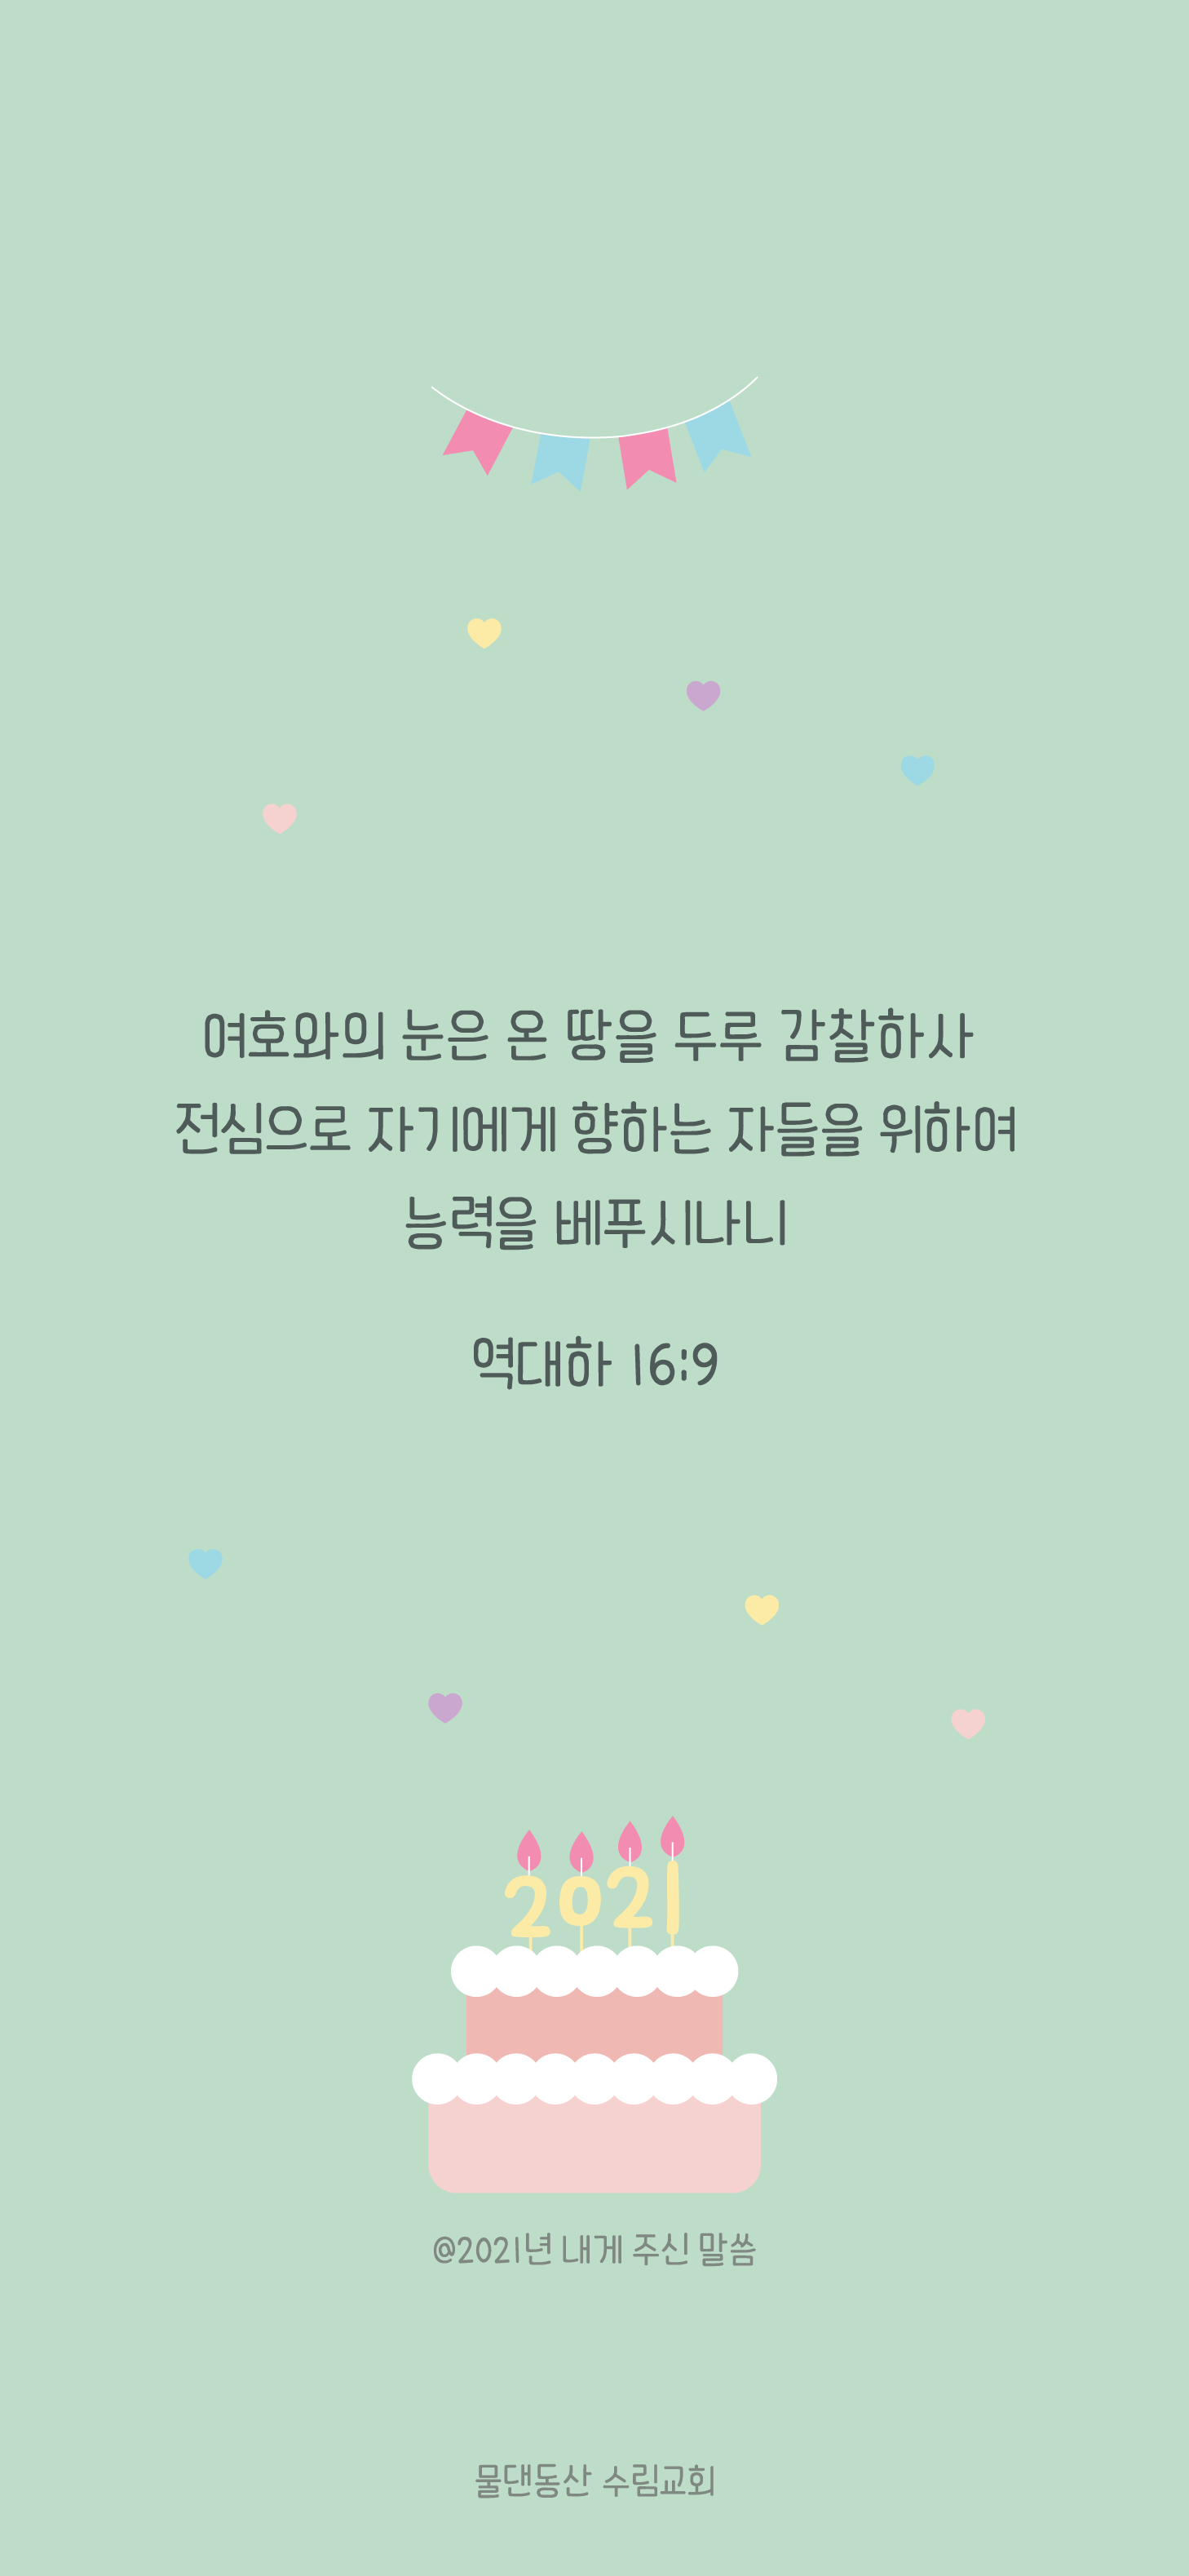 여호와의 눈은 온 땅을 두루 감찰하사
전심으로 자기에게 향하는 자들을 위하여
능력을 베푸시나니
역대하 16:9
2021
@2021년 내게 주신 말씀
물댄동산 수림교회